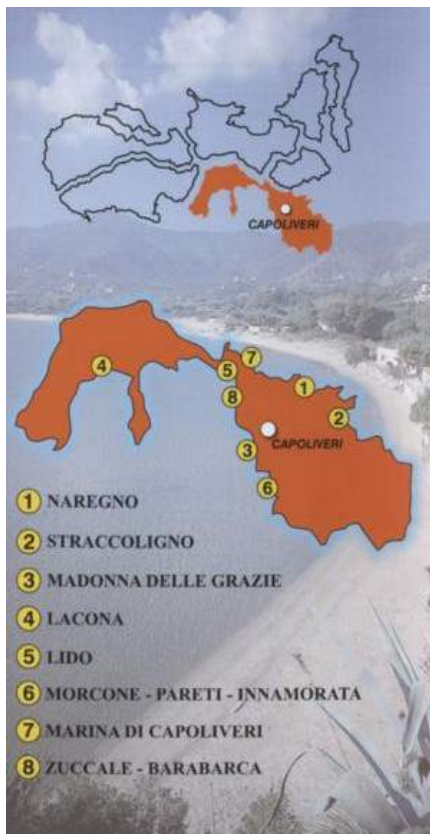 CAPOLIVERI
4
7
5
1
8
2
CAPOLIVERI
3
6
1 NAREGNO
2 STRACCOLIGNO
3 MADONNA DELLE GRAZIE
4 LACONA
5 LIDO
6 MORCONE - PARETI - INNAMORATA
7 MARINA DI CAPOLIVERI
8 ZUCCALE - BARABARCA